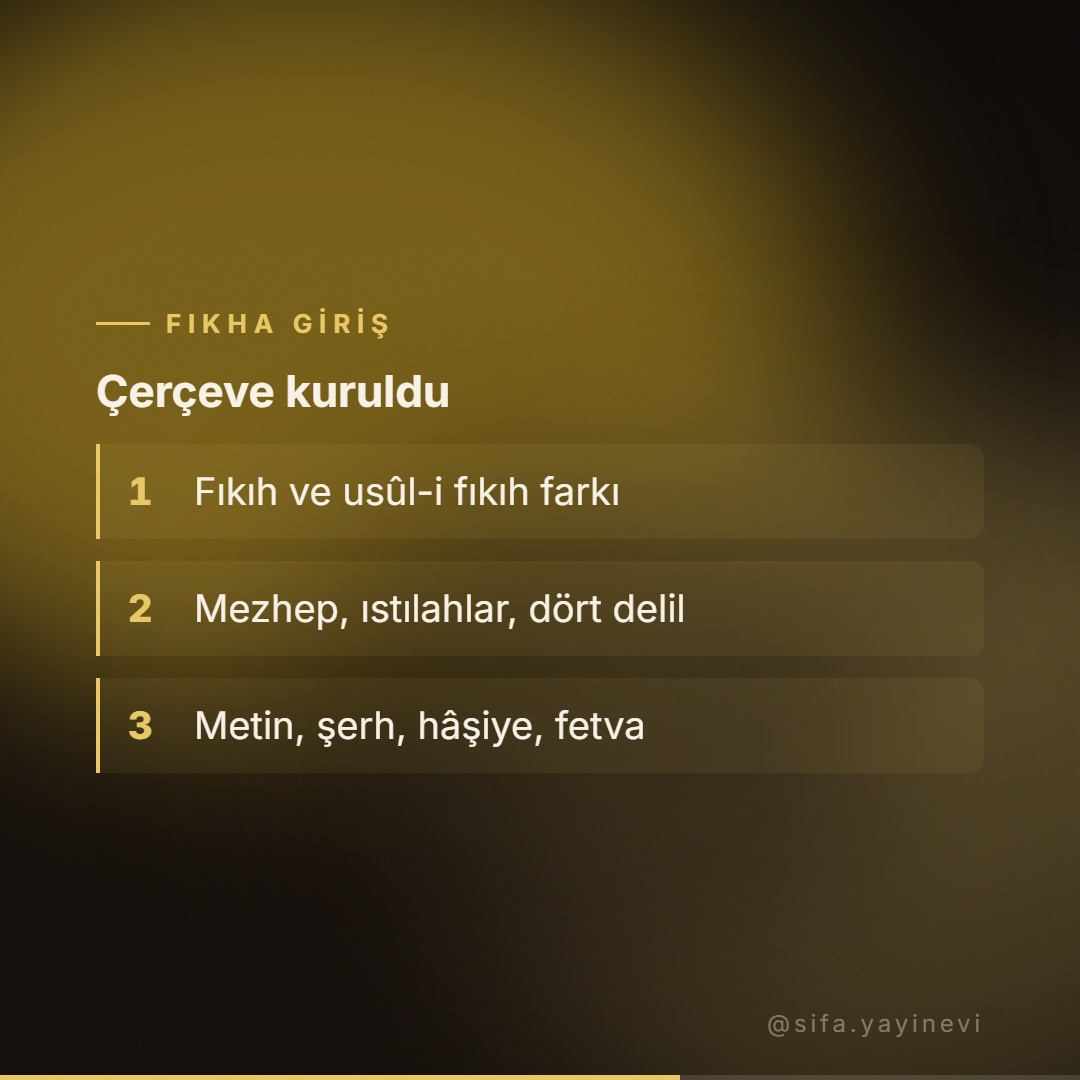 FIKHA GİRİŞ
Çerçeve kuruldu
1 Fıkıh ve usûl-i fıkıh farkı
2 Mezhep, ıstılahlar, dört delil
3 Metin, şerh, hâşiye, fetva
@sifa.yayinevi